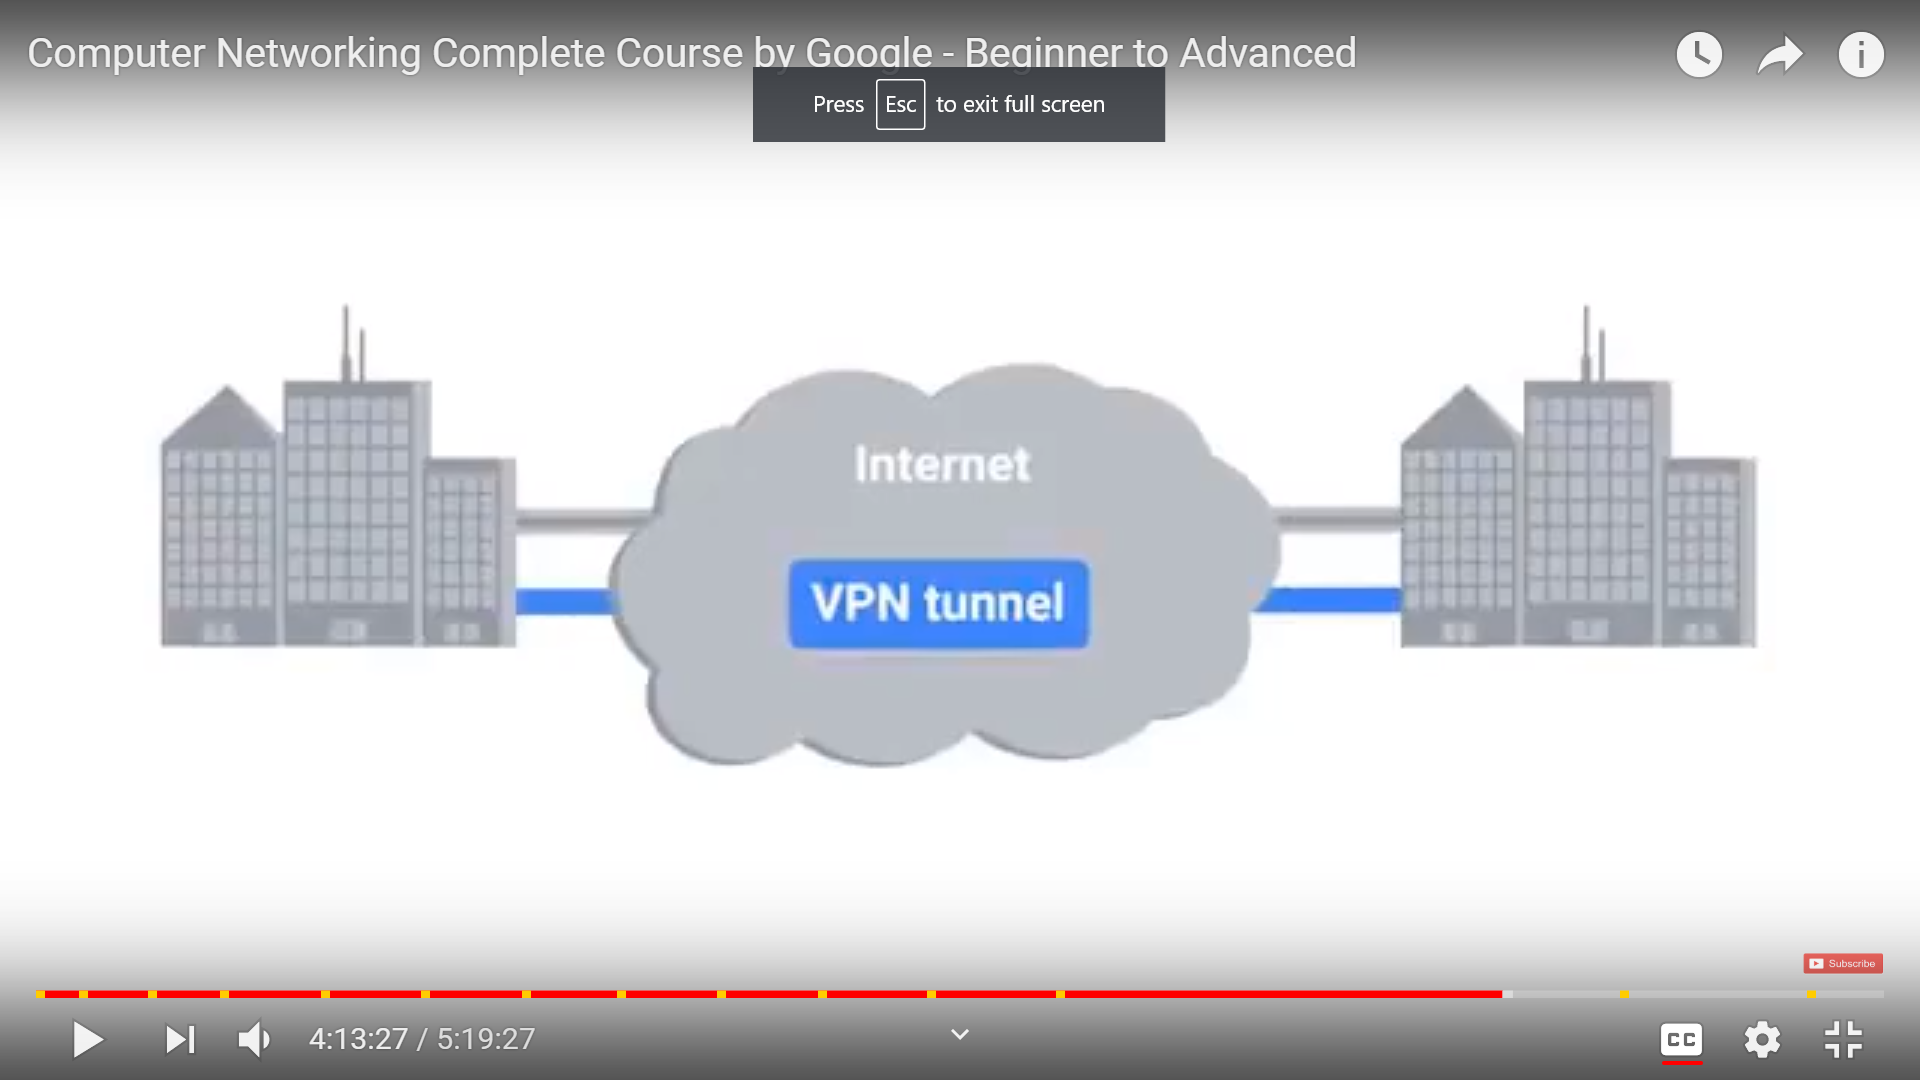 Computer Networking Complete Course by Google - Beginner to Advanced
Press Esc to exit full screen
Internet
VPN tunnel
Subscribe
4:13:27 / 5:19:27
CC